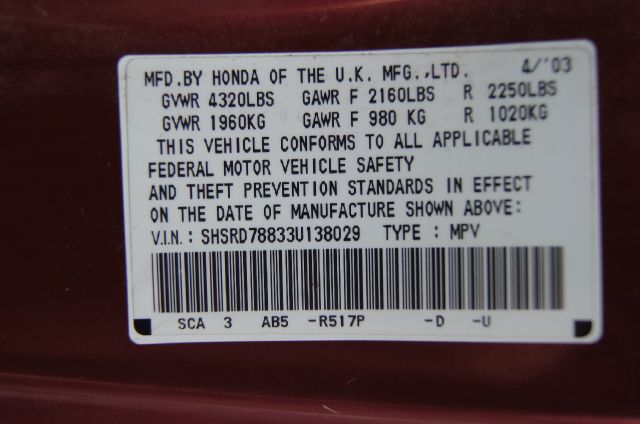 MFD.BY HONDA OF THE U.K. MFG.,LTD. 4/'03
GVWR 4320LBS GAWR F 2160LBS R 2250LBS
GVWR 1960KG GAWR F 980 KG R 1020KG
THIS VEHICLE CONFORMS TO ALL APPLICABLE
FEDERAL MOTOR VEHICLE SAFETY
AND THEFT PREVENTION STANDARDS IN EFFECT
ON THE DATE OF MANUFACTURE SHOWN ABOVE:
V.I.N.: SHSRD78833U138029 TYPE : MPV
SCA 3 AB5 -R517P -D -U